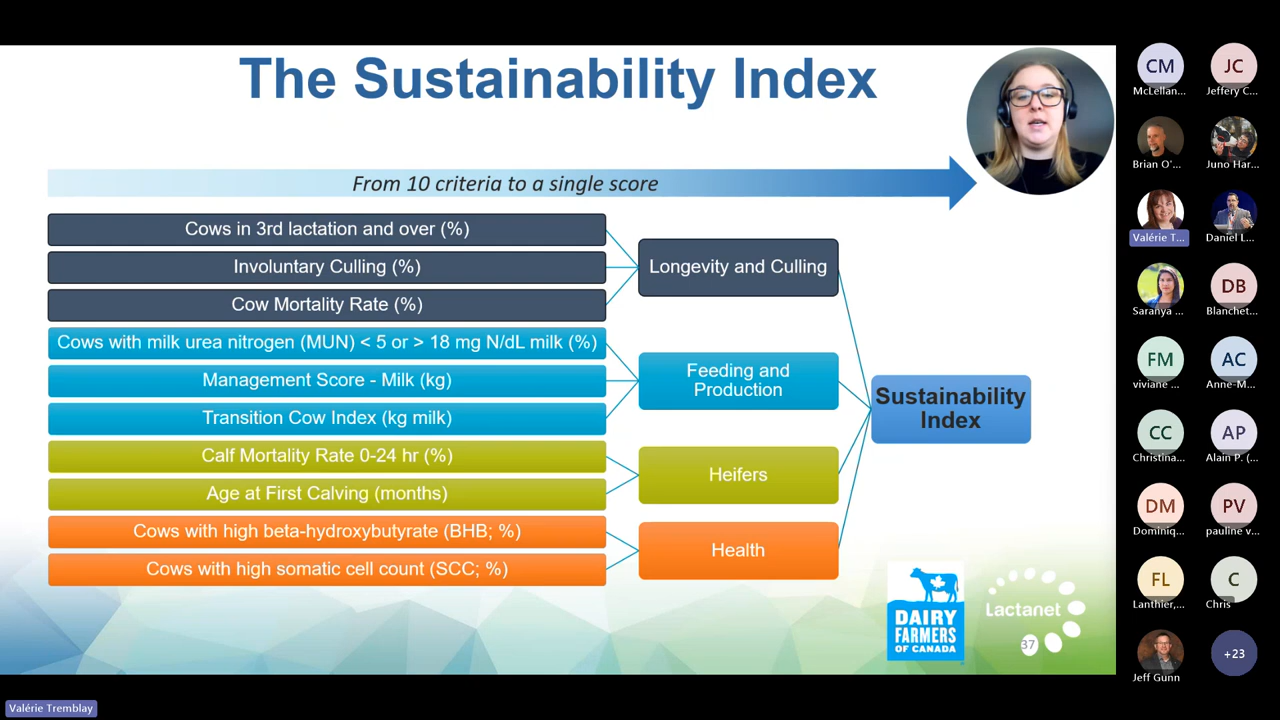 The Sustainability Index
From 10 criteria to a single score
Cows in 3rd lactation and over (%)
Involuntary Culling (%)
Cow Mortality Rate (%)
Cows with milk urea nitrogen (MUN) < 5 or > 18 mg N/dL milk (%)
Management Score - Milk (kg)
Transition Cow Index (kg milk)
Calf Mortality Rate 0-24 hr (%)
Age at First Calving (months)
Cows with high beta-hydroxybutyrate (BHB; %)
Cows with high somatic cell count (SCC; %)
Longevity and Culling
Feeding and
Production
Heifers
Health
Sustainability
Index
DAIRY
FARMERS
OF CANADA
Lactanet
37
CM
McLellan...
JC
Jeffery C...
Brian O'...
Juno Har...
Valérie T...
Daniel L...
Saranya ...
DB
Blanchet...
FM
viviane ...
AC
Anne-M...
CC
Christina...
AP
Alain P. (...
DM
Dominiq...
PV
pauline v...
FL
Lanthier,...
C
Chris
Jeff Gunn
+23
Valérie Tremblay